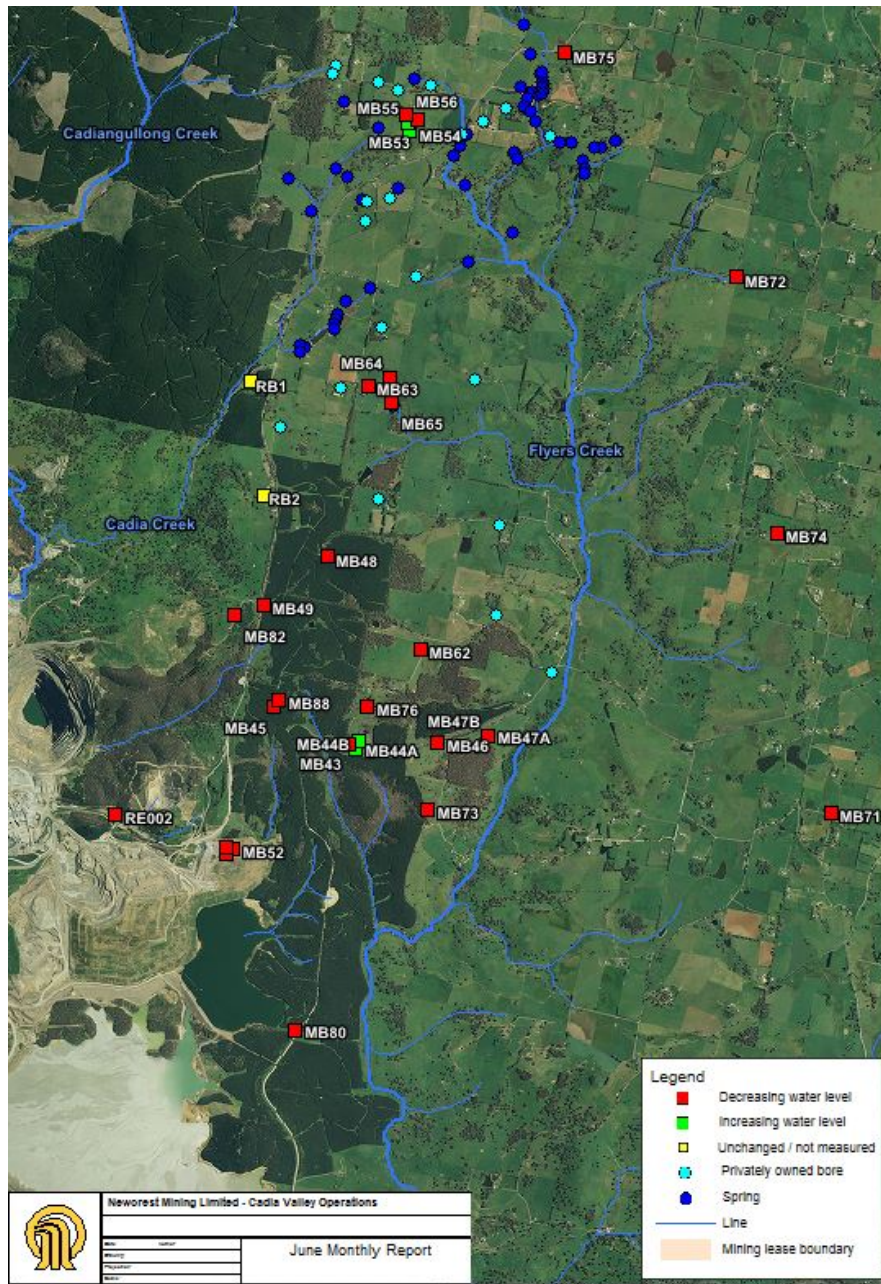 MB75
MB56
MB55
Cadiangullong Creek
MB54
MB53
MB72
MB64
RB1
MB63
MB65
Flyers Creek
RB2
Cadia Creek
MB74
MB48
MB49
MB82
MB62
MB88
MB76
MB45
MB47B
MB47A
MB44B
MB46
MB44A
MB43
MB73
RE002
MB71
MB52
MB80
Legend
Decreasing water level
Increasing water level
Unchanged / not measured
Privately owned bore
Spring
Line
Mining lease boundary
Newcrest Mining Limited - Cadia Valley Operations
June Monthly Report